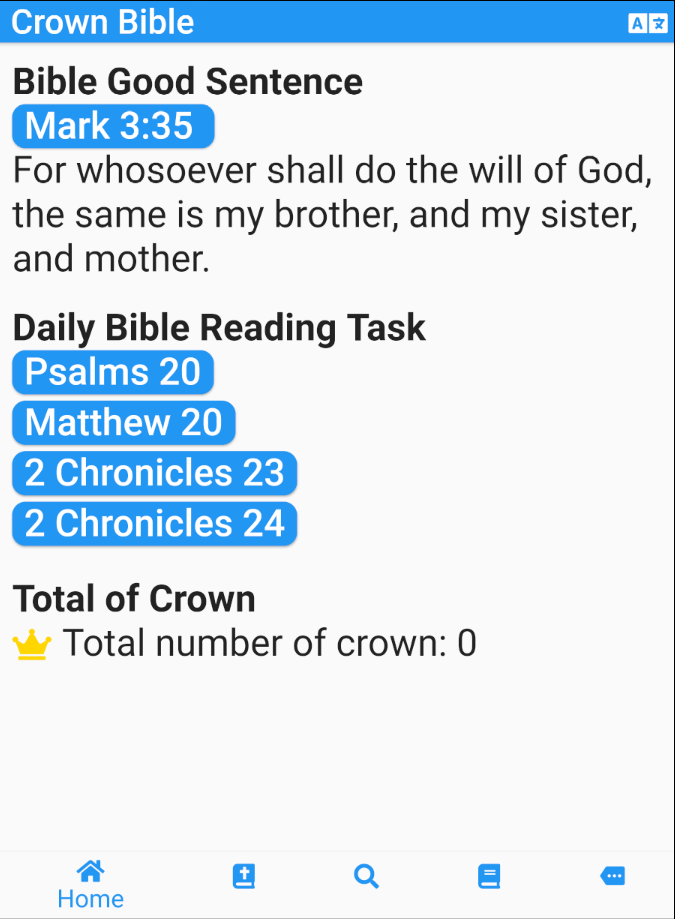 Crown Bible
A 文
Bible Good Sentence
Mark 3:35
For whosoever shall do the will of God,
the same is my brother, and my sister,
and mother.
Daily Bible Reading Task
Psalms 20
Matthew 20
2 Chronicles 23
2 Chronicles 24
Total of Crown
Total number of crown: 0
Home